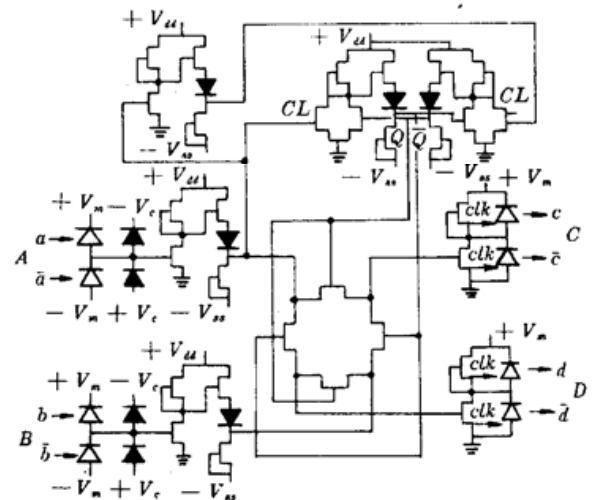 + V_dd
+ V_dd
CL
CL
Q
Q̄
− V_ss
− V_ss
− V_ss
+ V_dd
+ V_m − V_c
a
A
ā
− V_m + V_c − V_ss
+ V_m
clk
c
C
clk
c̄
+ V_dd
+ V_m − V_c
b
B
b̄
− V_m + V_c − V_ss
+ V_m
clk
d
D
clk
d̄